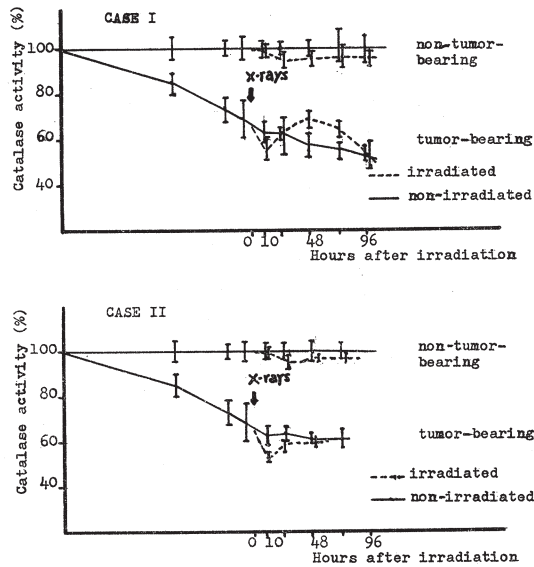 CASE I
Catalase activity (%)
100
80
60
40
x-rays
non-tumor-
bearing
tumor-bearing
irradiated
non-irradiated
0 10 48 96
Hours after irradiation
CASE II
Catalase activity (%)
100
80
60
40
x-rays
non-tumor-
bearing
tumor-bearing
irradiated
non-irradiated
0 10 48 96
Hours after irradiation